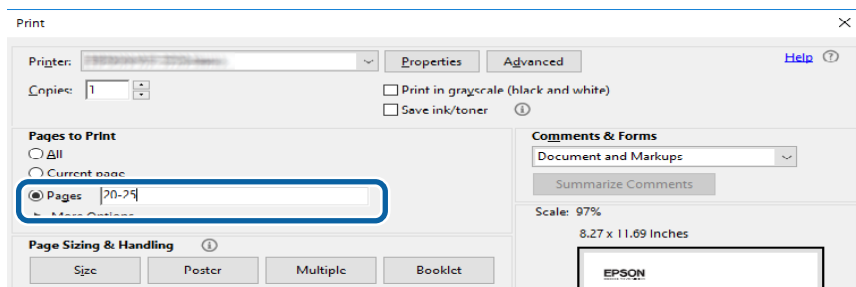 Print
Printer: Properties Advanced Help
Copies: 1 Print in grayscale (black and white)
Save ink/toner
Pages to Print Comments & Forms
All Document and Markups
Current page
Pages 20-25 Summarize Comments
More Options
Scale: 97%
8.27 x 11.69 Inches
Page Sizing & Handling
Size Poster Multiple Booklet
EPSON